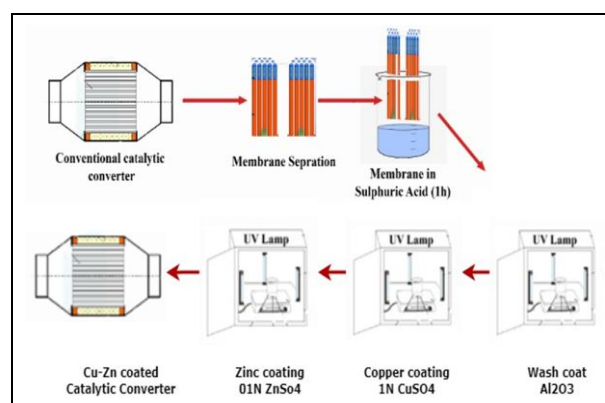 Conventional catalytic
converter
Membrane Sepration
Membrane in
Sulphuric Acid (1h)
UV Lamp
UV Lamp
UV Lamp
Cu-Zn coated
Catalytic Converter
Zinc coating
01N ZnSo4
Copper coating
1N CuSO4
Wash coat
Al2O3